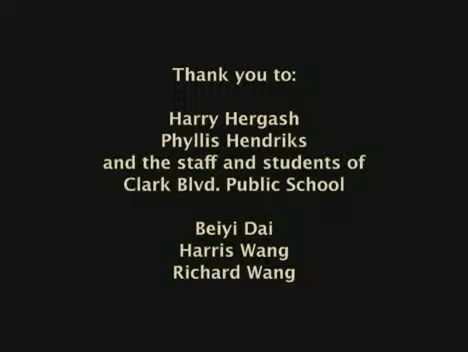 Thank you to:
Harry Hergash
Phyllis Hendriks
and the staff and students of
Clark Blvd. Public School
Beiyi Dai
Harris Wang
Richard Wang